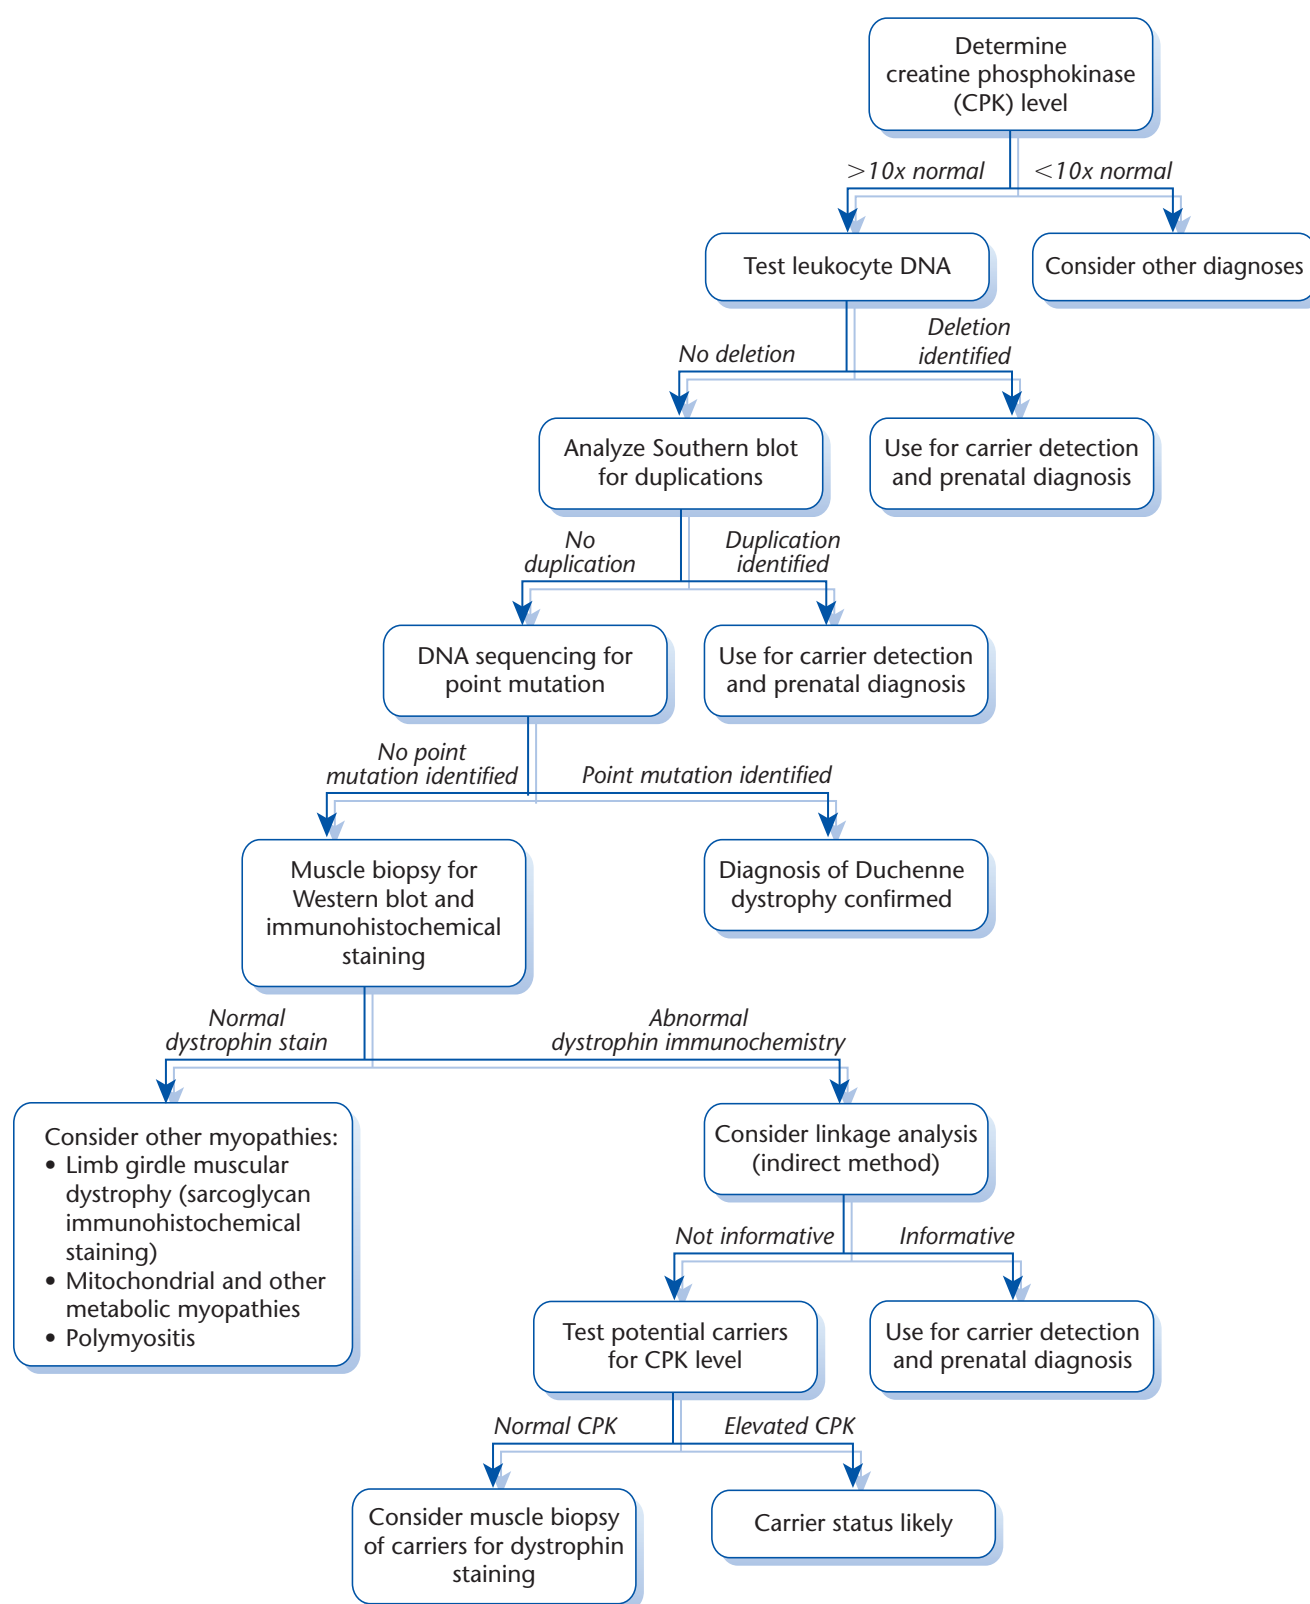 Determine
creatine phosphokinase
(CPK) level
>10x normal
<10x normal
Test leukocyte DNA
Consider other diagnoses
No deletion
Deletion
identified
Analyze Southern blot
for duplications
Use for carrier detection
and prenatal diagnosis
No
duplication
Duplication
identified
DNA sequencing for
point mutation
Use for carrier detection
and prenatal diagnosis
No point
mutation identified
Point mutation identified
Muscle biopsy for
Western blot and
immunohistochemical
staining
Diagnosis of Duchenne
dystrophy confirmed
Normal
dystrophin stain
Abnormal
dystrophin immunochemistry
Consider other myopathies:
• Limb girdle muscular
dystrophy (sarcoglycan
immunohistochemical
staining)
• Mitochondrial and other
metabolic myopathies
• Polymyositis
Consider linkage analysis
(indirect method)
Not informative
Informative
Test potential carriers
for CPK level
Use for carrier detection
and prenatal diagnosis
Normal CPK
Elevated CPK
Consider muscle biopsy
of carriers for dystrophin
staining
Carrier status likely